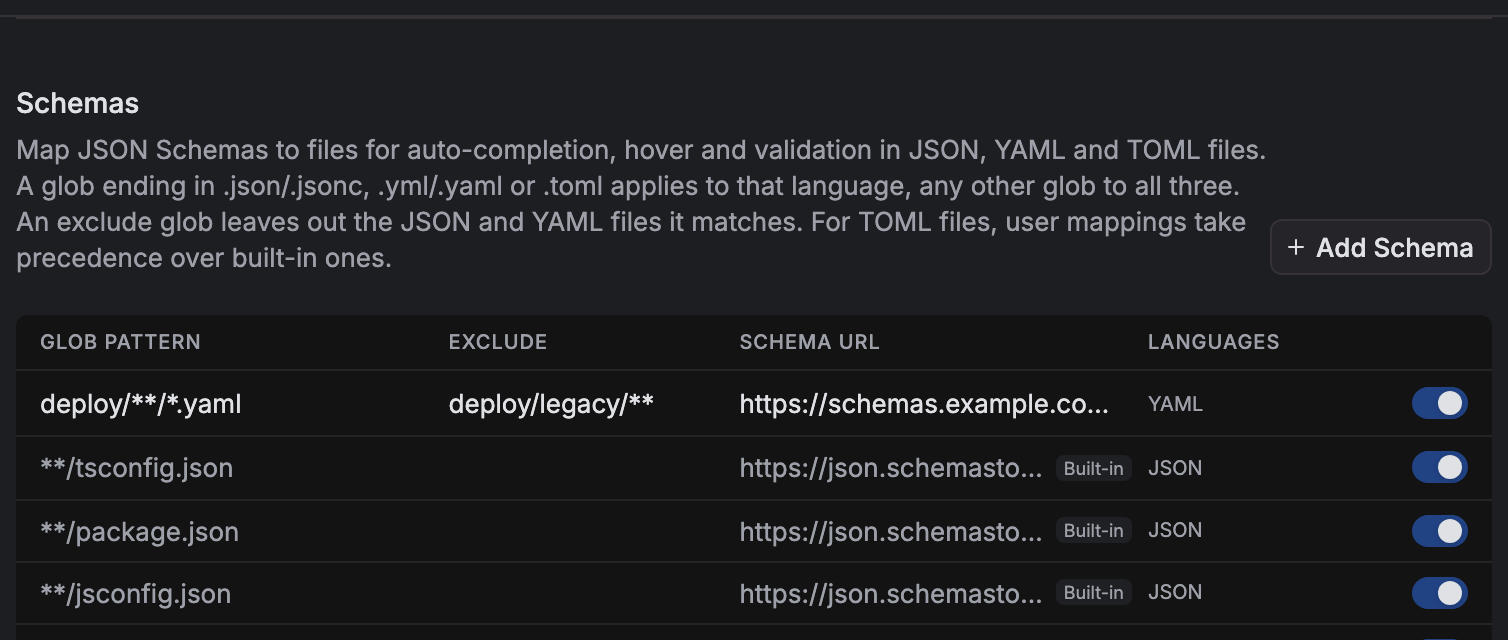 Schemas
Map JSON Schemas to files for auto-completion, hover and validation in JSON, YAML and TOML files.
A glob ending in .json/.jsonc, .yml/.yaml or .toml applies to that language, any other glob to all three.
An exclude glob leaves out the JSON and YAML files it matches. For TOML files, user mappings take
precedence over built-in ones.
+ Add Schema
GLOB PATTERN EXCLUDE SCHEMA URL LANGUAGES
deploy/**/*.yaml deploy/legacy/** https://schemas.example.co... YAML
**/tsconfig.json https://json.schemasto... Built-in JSON
**/package.json https://json.schemasto... Built-in JSON
**/jsconfig.json https://json.schemasto... Built-in JSON